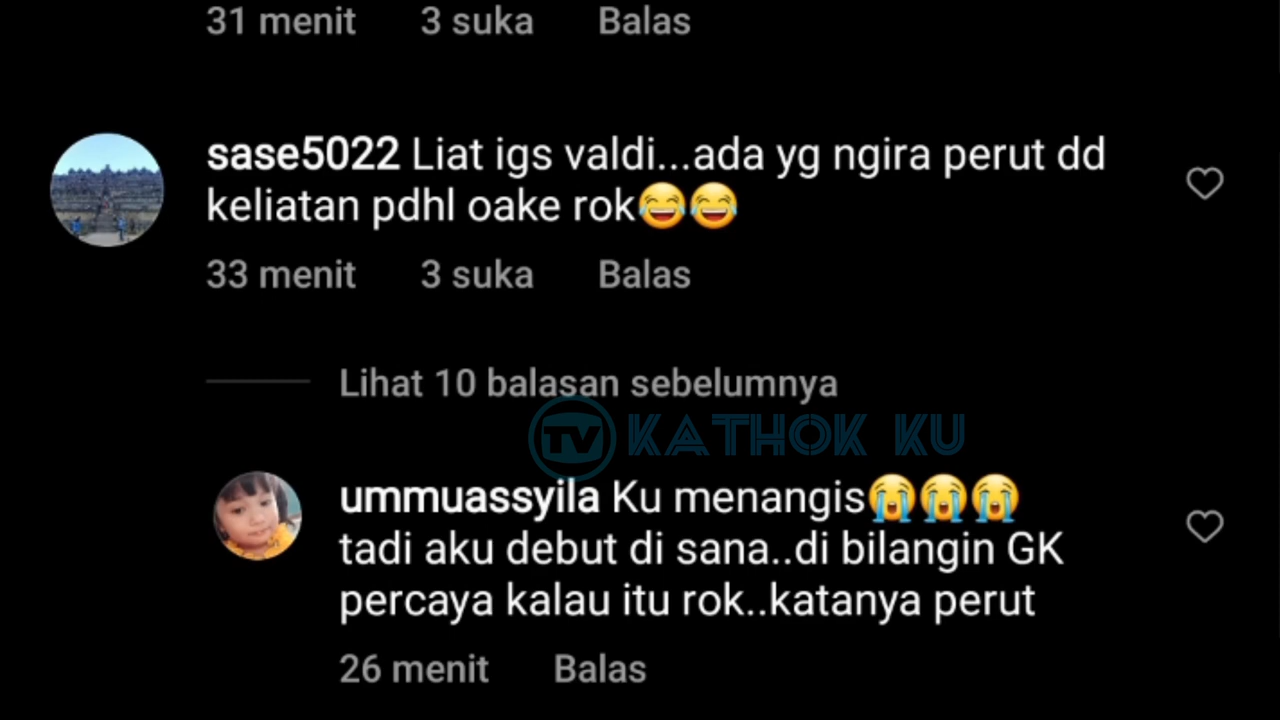 31 menit 3 suka Balas
sase5022 Liat igs valdi...ada yg ngira perut dd
keliatan pdhl oake rok😂😂
33 menit 3 suka Balas
Lihat 10 balasan sebelumnya
TV KATHOK KU
ummuassyila Ku menangis😭😭😭
tadi aku debut di sana..di bilangin GK
percaya kalau itu rok..katanya perut
26 menit Balas